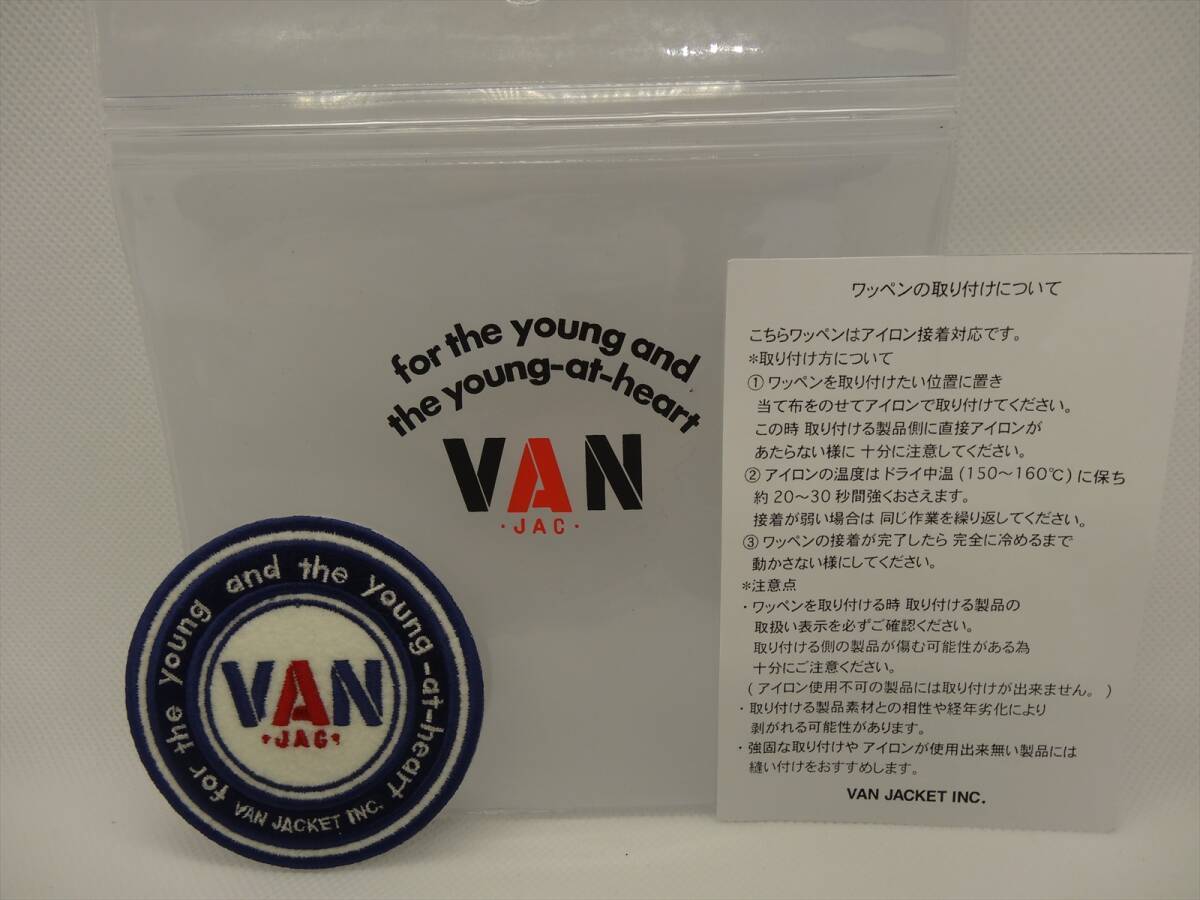 for the young and
the young-at-heart
VAN
・JAC・
for the young and the young-at-heart
VAN
・JAC・
VAN JACKET INC.
ワッペンの取り付けについて
こちらワッペンはアイロン接着対応です。
＊取り付け方について
① ワッペンを取り付けたい位置に置き
当て布をのせてアイロンで取り付けてください。
この時 取り付ける製品側に直接アイロンが
あたらない様に 十分に注意してください。
② アイロンの温度は ドライ中温 (150～160℃) に保ち
約 20～30 秒間強くおさえます。
接着が弱い場合は 同じ作業を繰り返してください。
③ ワッペンの接着が完了したら 完全に冷めるまで
動かさない様にしてください。
＊注意点
・ワッペンを取り付ける時 取り付ける製品の
取扱い表示を必ずご確認ください。
取り付ける側の製品が傷む可能性がある為
十分にご注意ください。
( アイロン使用不可の製品には取り付けが出来ません。 )
・取り付ける製品素材との相性や経年劣化により
剥がれる可能性があります。
・強固な取り付けや アイロンが使用出来無い製品には
縫い付けをおすすめします。
VAN JACKET INC.